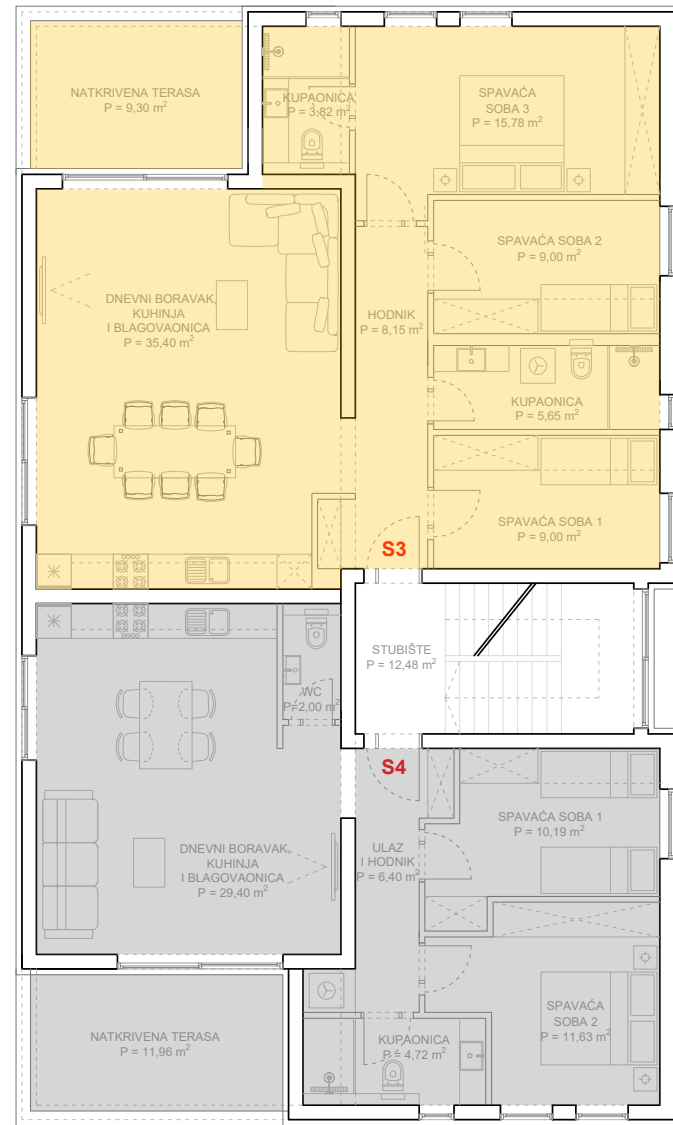 NATKRIVENA TERASA
P = 9,30 m²
KUPAONICA
P = 3,82 m²
SPAVAĆA
SOBA 3
P = 15,78 m²
SPAVAĆA SOBA 2
P = 9,00 m²
DNEVNI BORAVAK,
KUHINJA
I BLAGOVAONICA
P = 35,40 m²
HODNIK
P = 8,15 m²
KUPAONICA
P = 5,65 m²
SPAVAĆA SOBA 1
P = 9,00 m²
S3
STUBIŠTE
P = 12,48 m²
WC
P=2,00 m²
S4
SPAVAĆA SOBA 1
P = 10,19 m²
DNEVNI BORAVAK,
KUHINJA
I BLAGOVAONICA
P = 29,40 m²
ULAZ
I HODNIK
P = 6,40 m²
SPAVAĆA
SOBA 2
P = 11,63 m²
NATKRIVENA TERASA
P = 11,96 m²
KUPAONICA
P = 4,72 m²